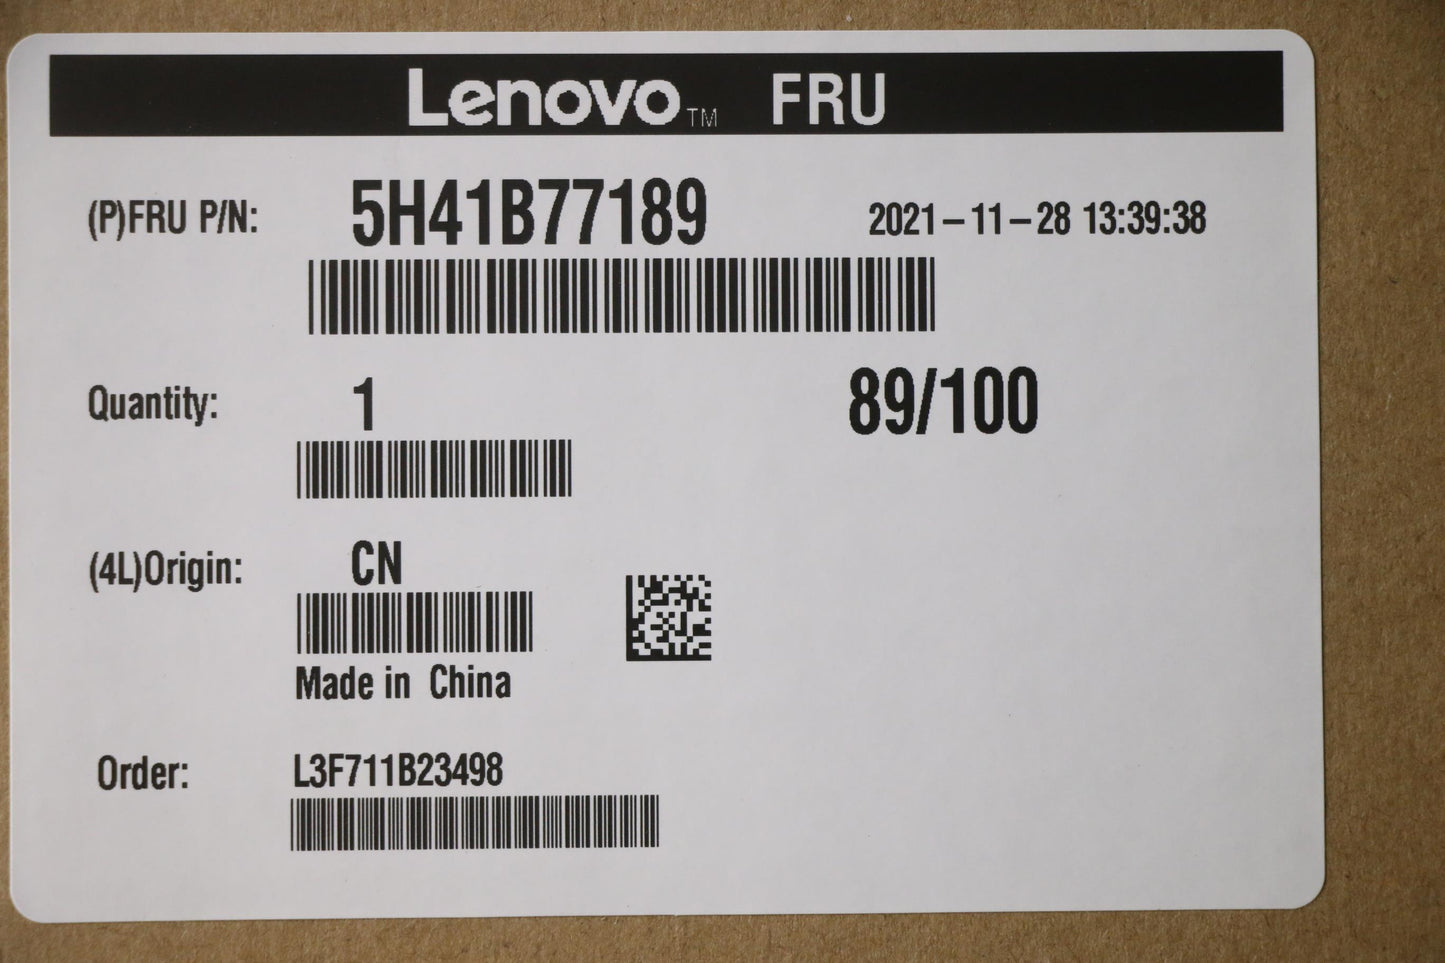 Lenovo™ FRU
(P)FRU P/N: 5H41B77189 2021-11-28 13:39:38
Quantity: 1 89/100
(4L)Origin: CN
Made in China
Order: L3F711B23498